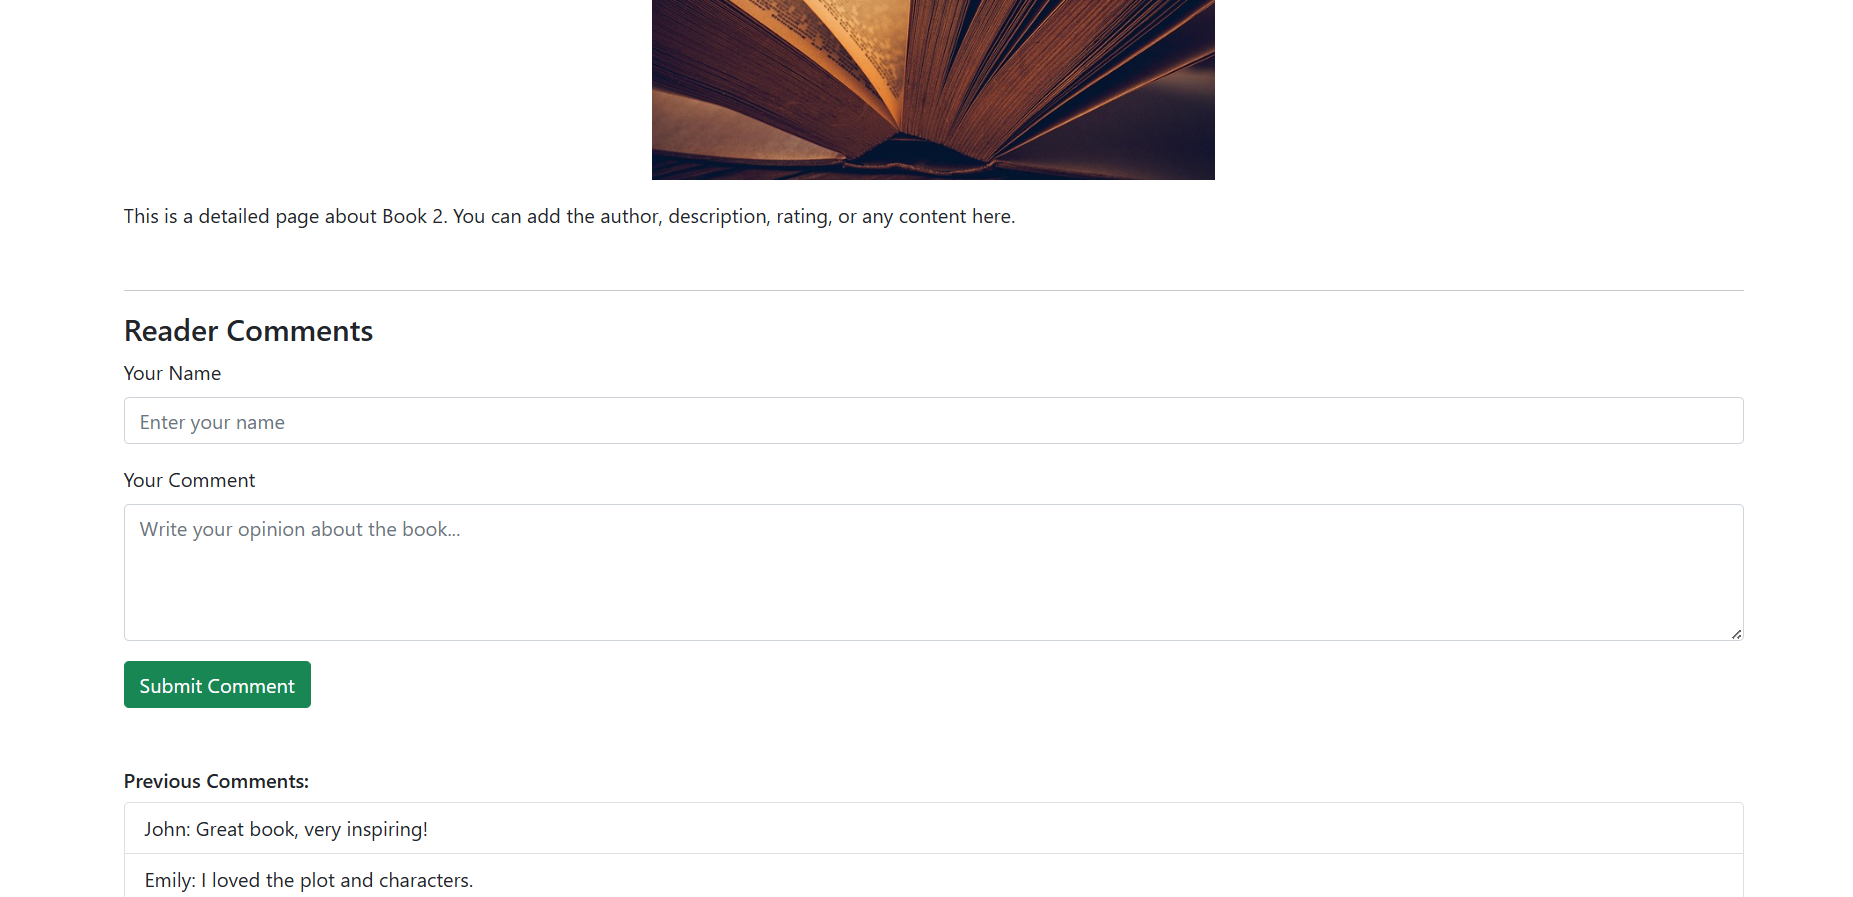 This is a detailed page about Book 2. You can add the author, description, rating, or any content here.
Reader Comments
Your Name
Enter your name
Your Comment
Write your opinion about the book...
Submit Comment
Previous Comments:
John: Great book, very inspiring!
Emily: I loved the plot and characters.